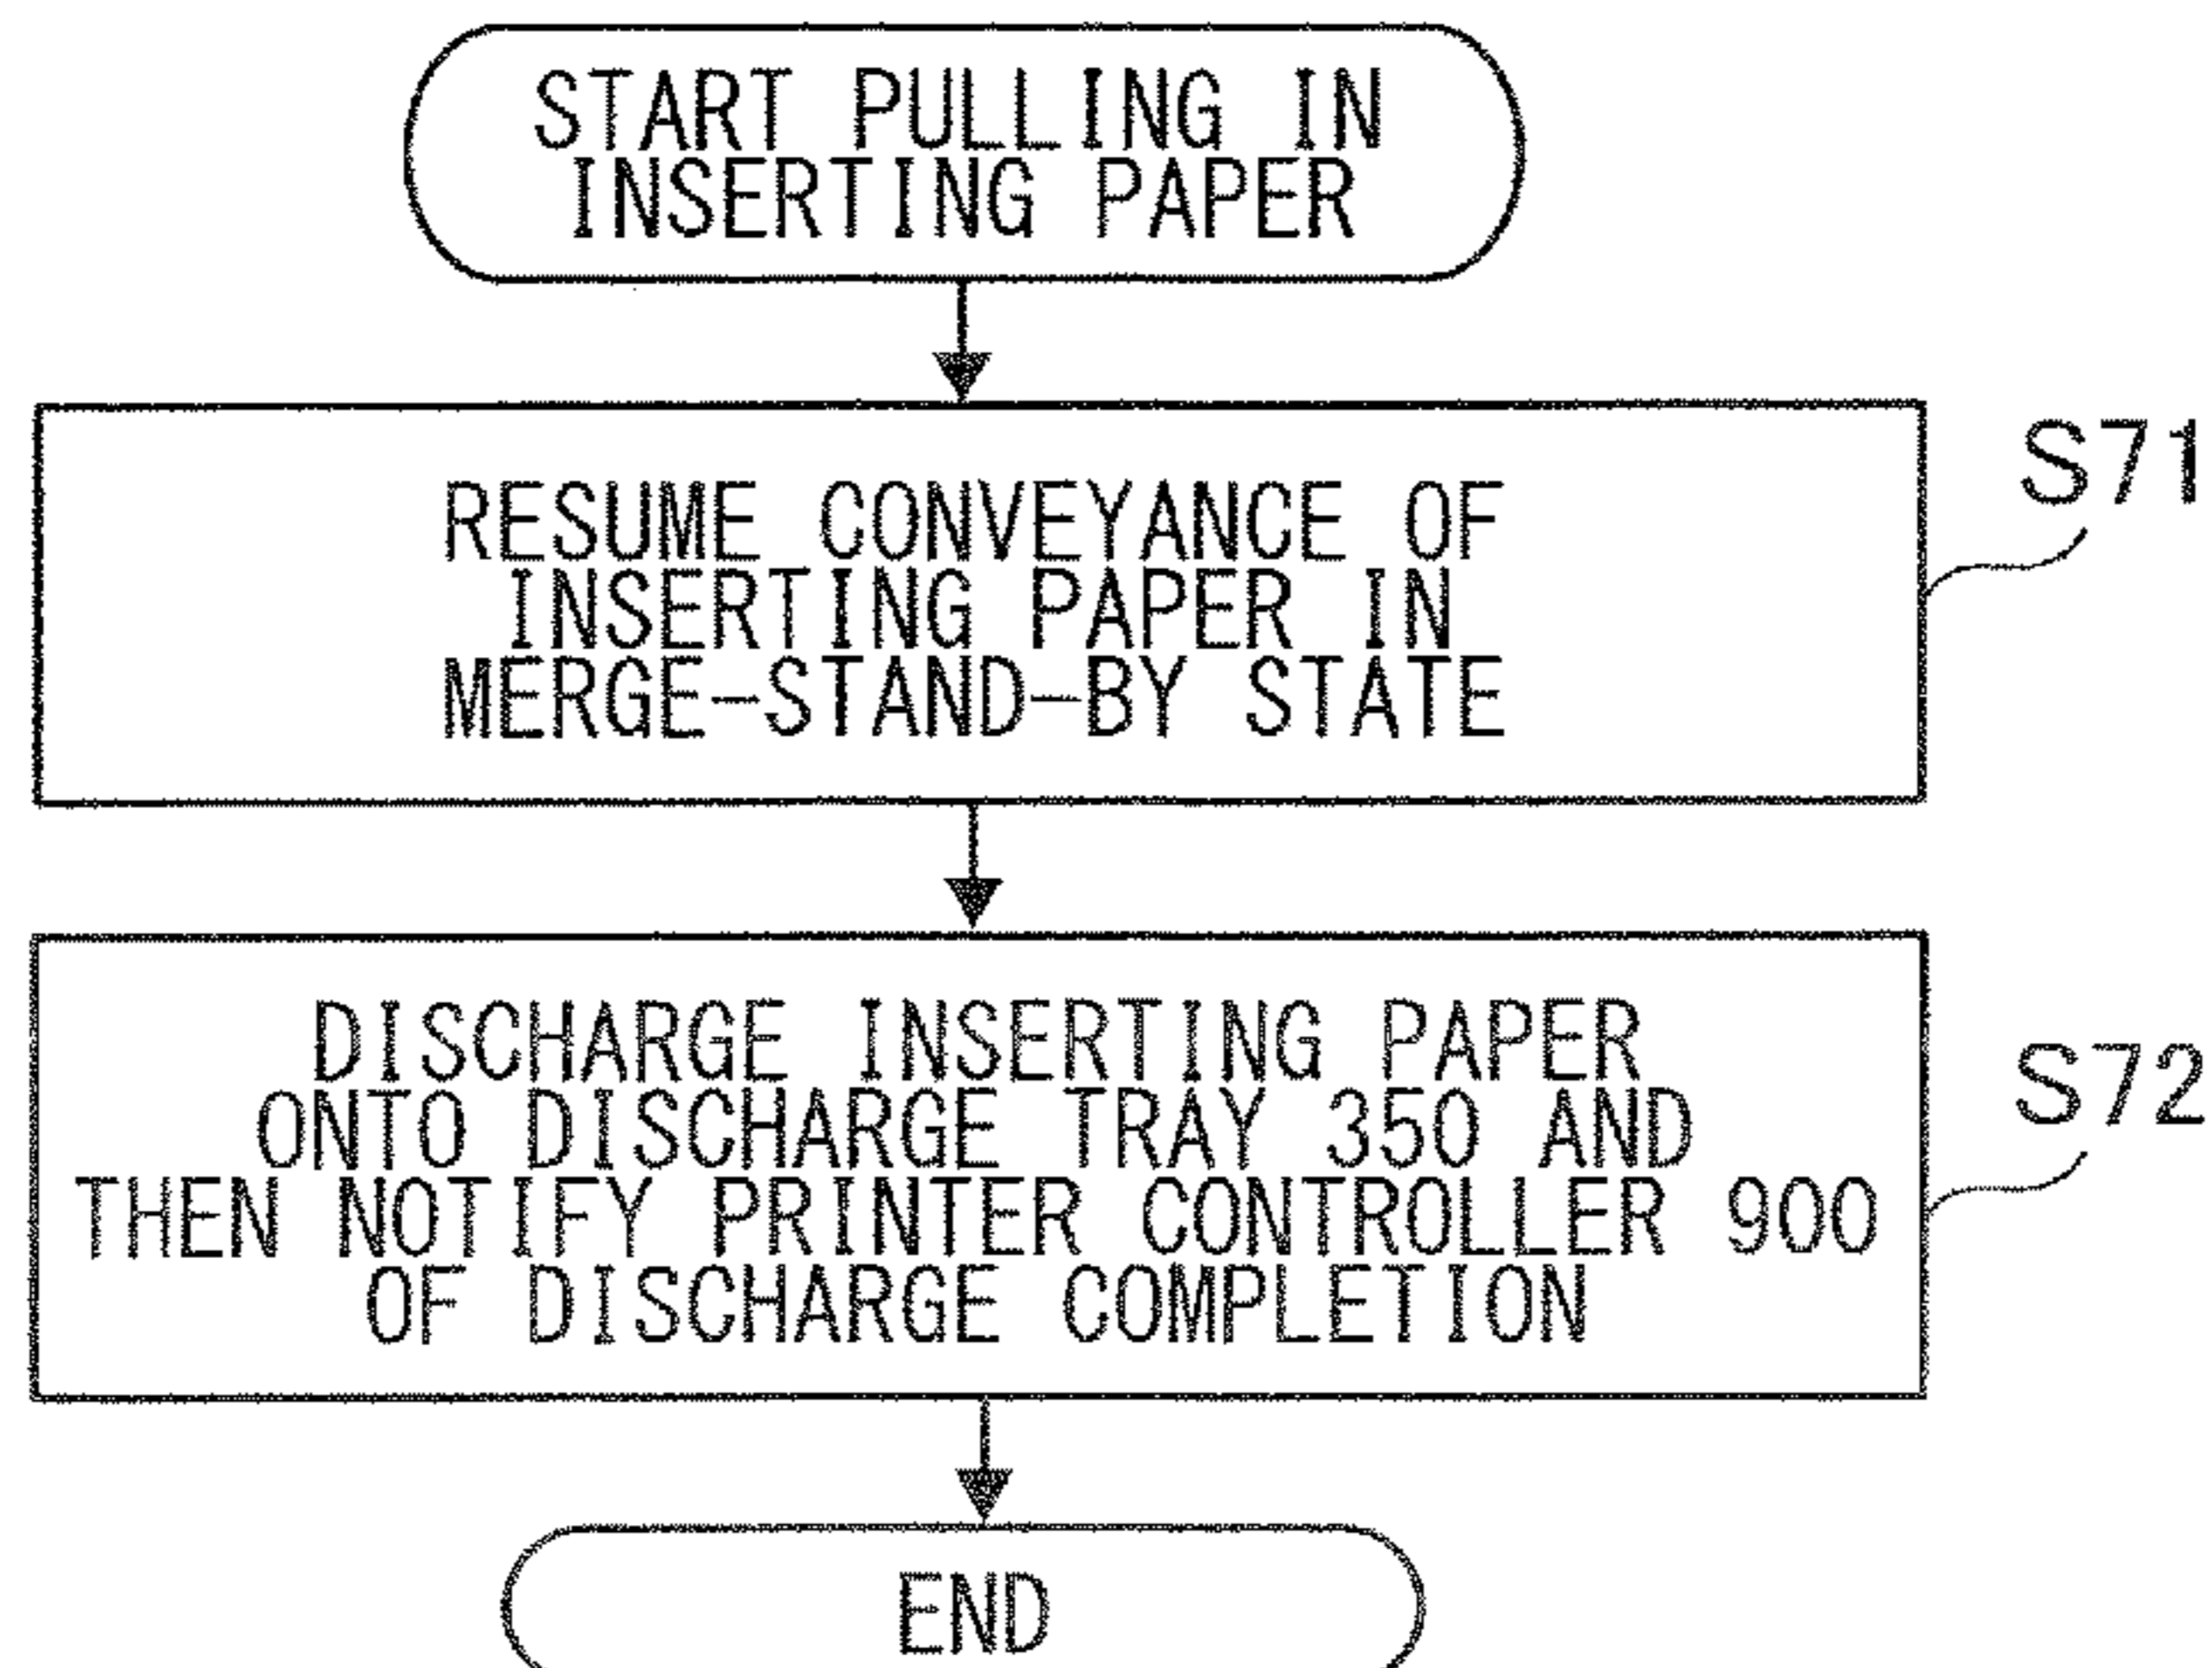 START PULLING IN
INSERTING PAPER
S71
RESUME CONVEYANCE OF
INSERTING PAPER IN
MERGE-STAND-BY STATE
S72
DISCHARGE INSERTING PAPER
ONTO DISCHARGE TRAY 350 AND
THEN NOTIFY PRINTER CONTROLLER 900
OF DISCHARGE COMPLETION
END